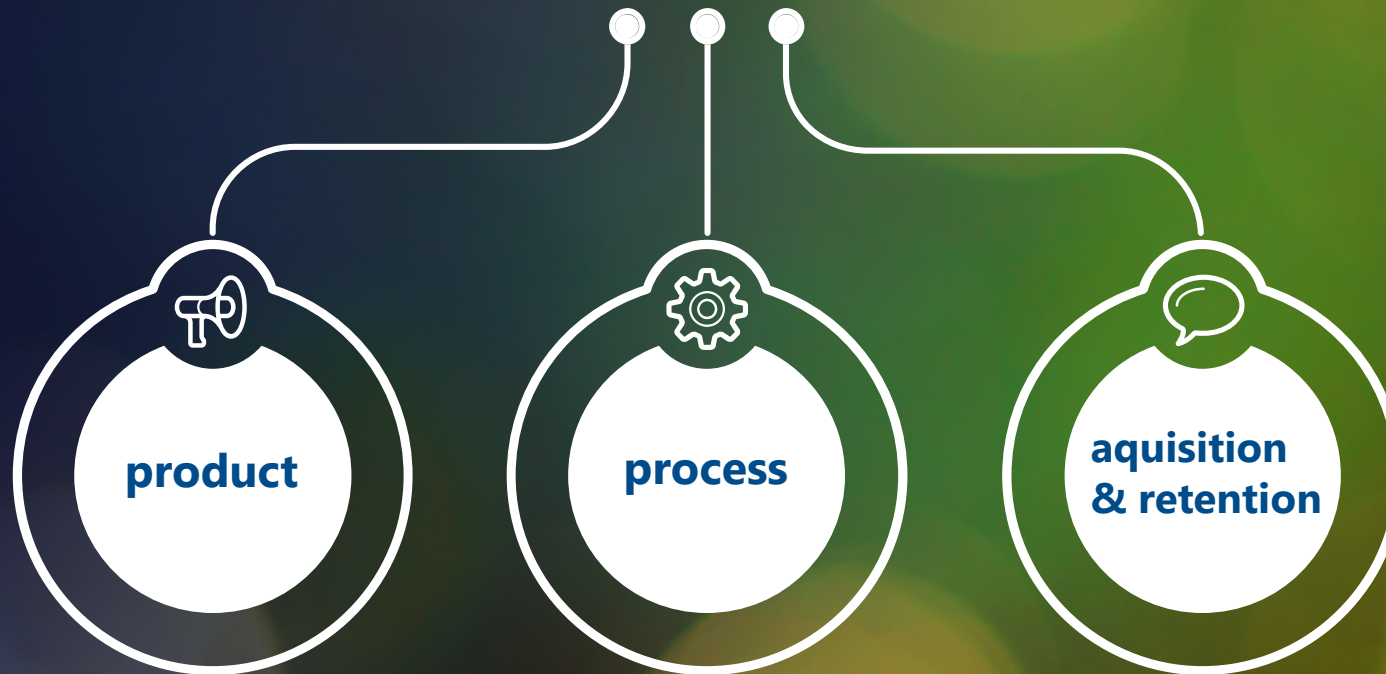 product
process
aquisition
& retention